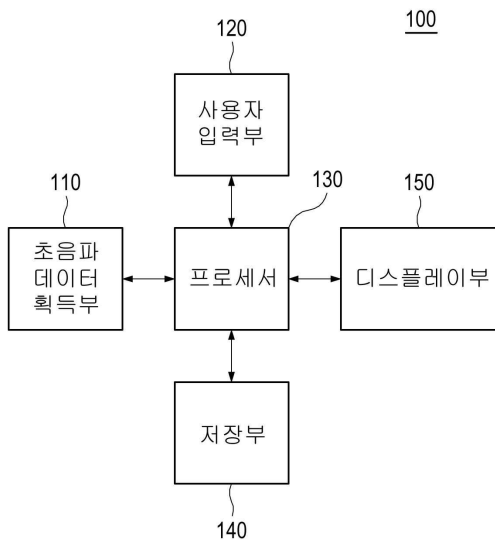 100
120
사용자
입력부
110
130
150
초음파
데이터
획득부
프로세서
디스플레이부
저장부
140